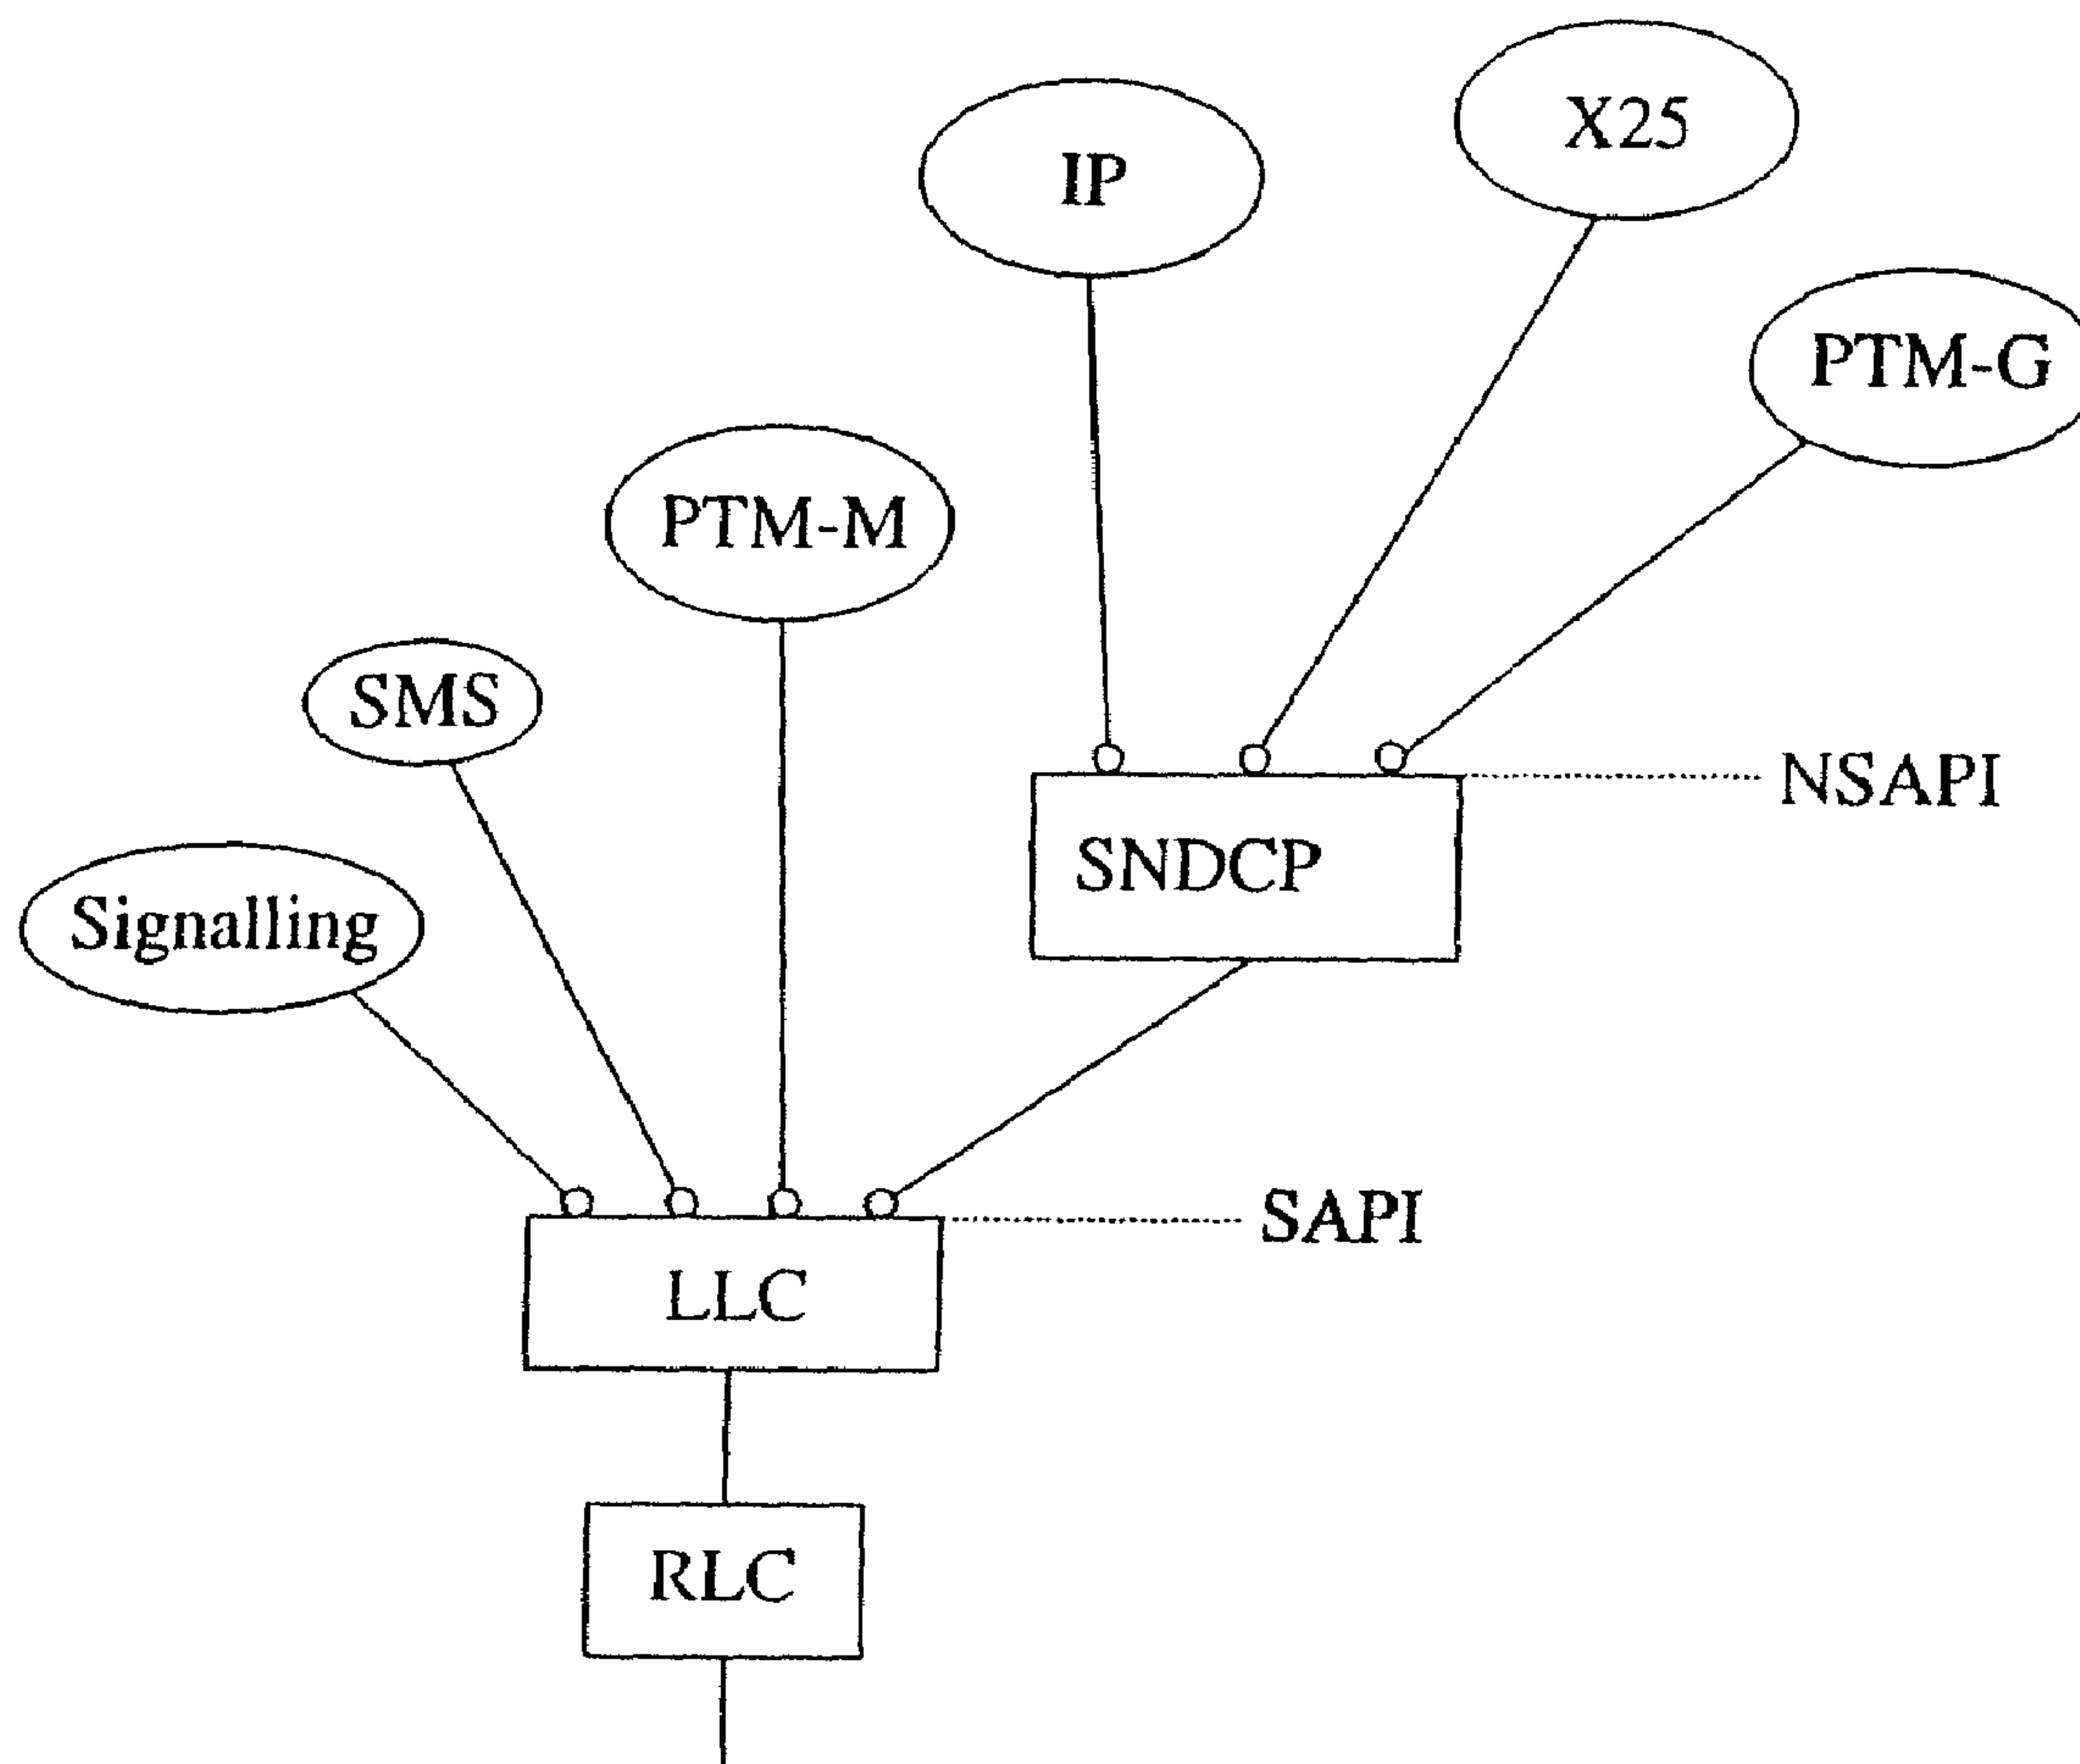 X25
IP
PTM-G
PTM-M
SMS
NSAPI
SNDCP
Signalling
SAPI
LLC
RLC